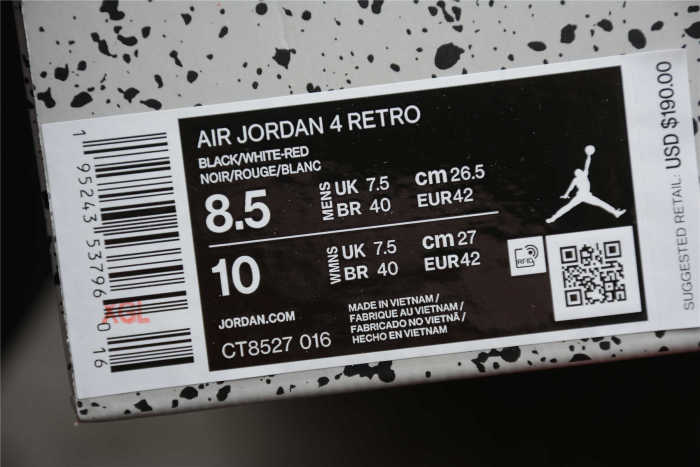 AIR JORDAN 4 RETRO
BLACK/WHITE-RED
NOIR/ROUGE/BLANC
8.5 MENS UK 7.5 cm 26.5
BR 40 EUR42
10 WMNS UK 7.5 cm 27
BR 40 EUR42
JORDAN.COM
CT8527 016
MADE IN VIETNAM /
FABRIQUE AU VIETNAM /
FABRICADO NO VIETNÃ /
HECHO EN VIETNAM
RFID
SUGGESTED RETAIL: USD $190.00
1 95243 53796 0 16
XQL